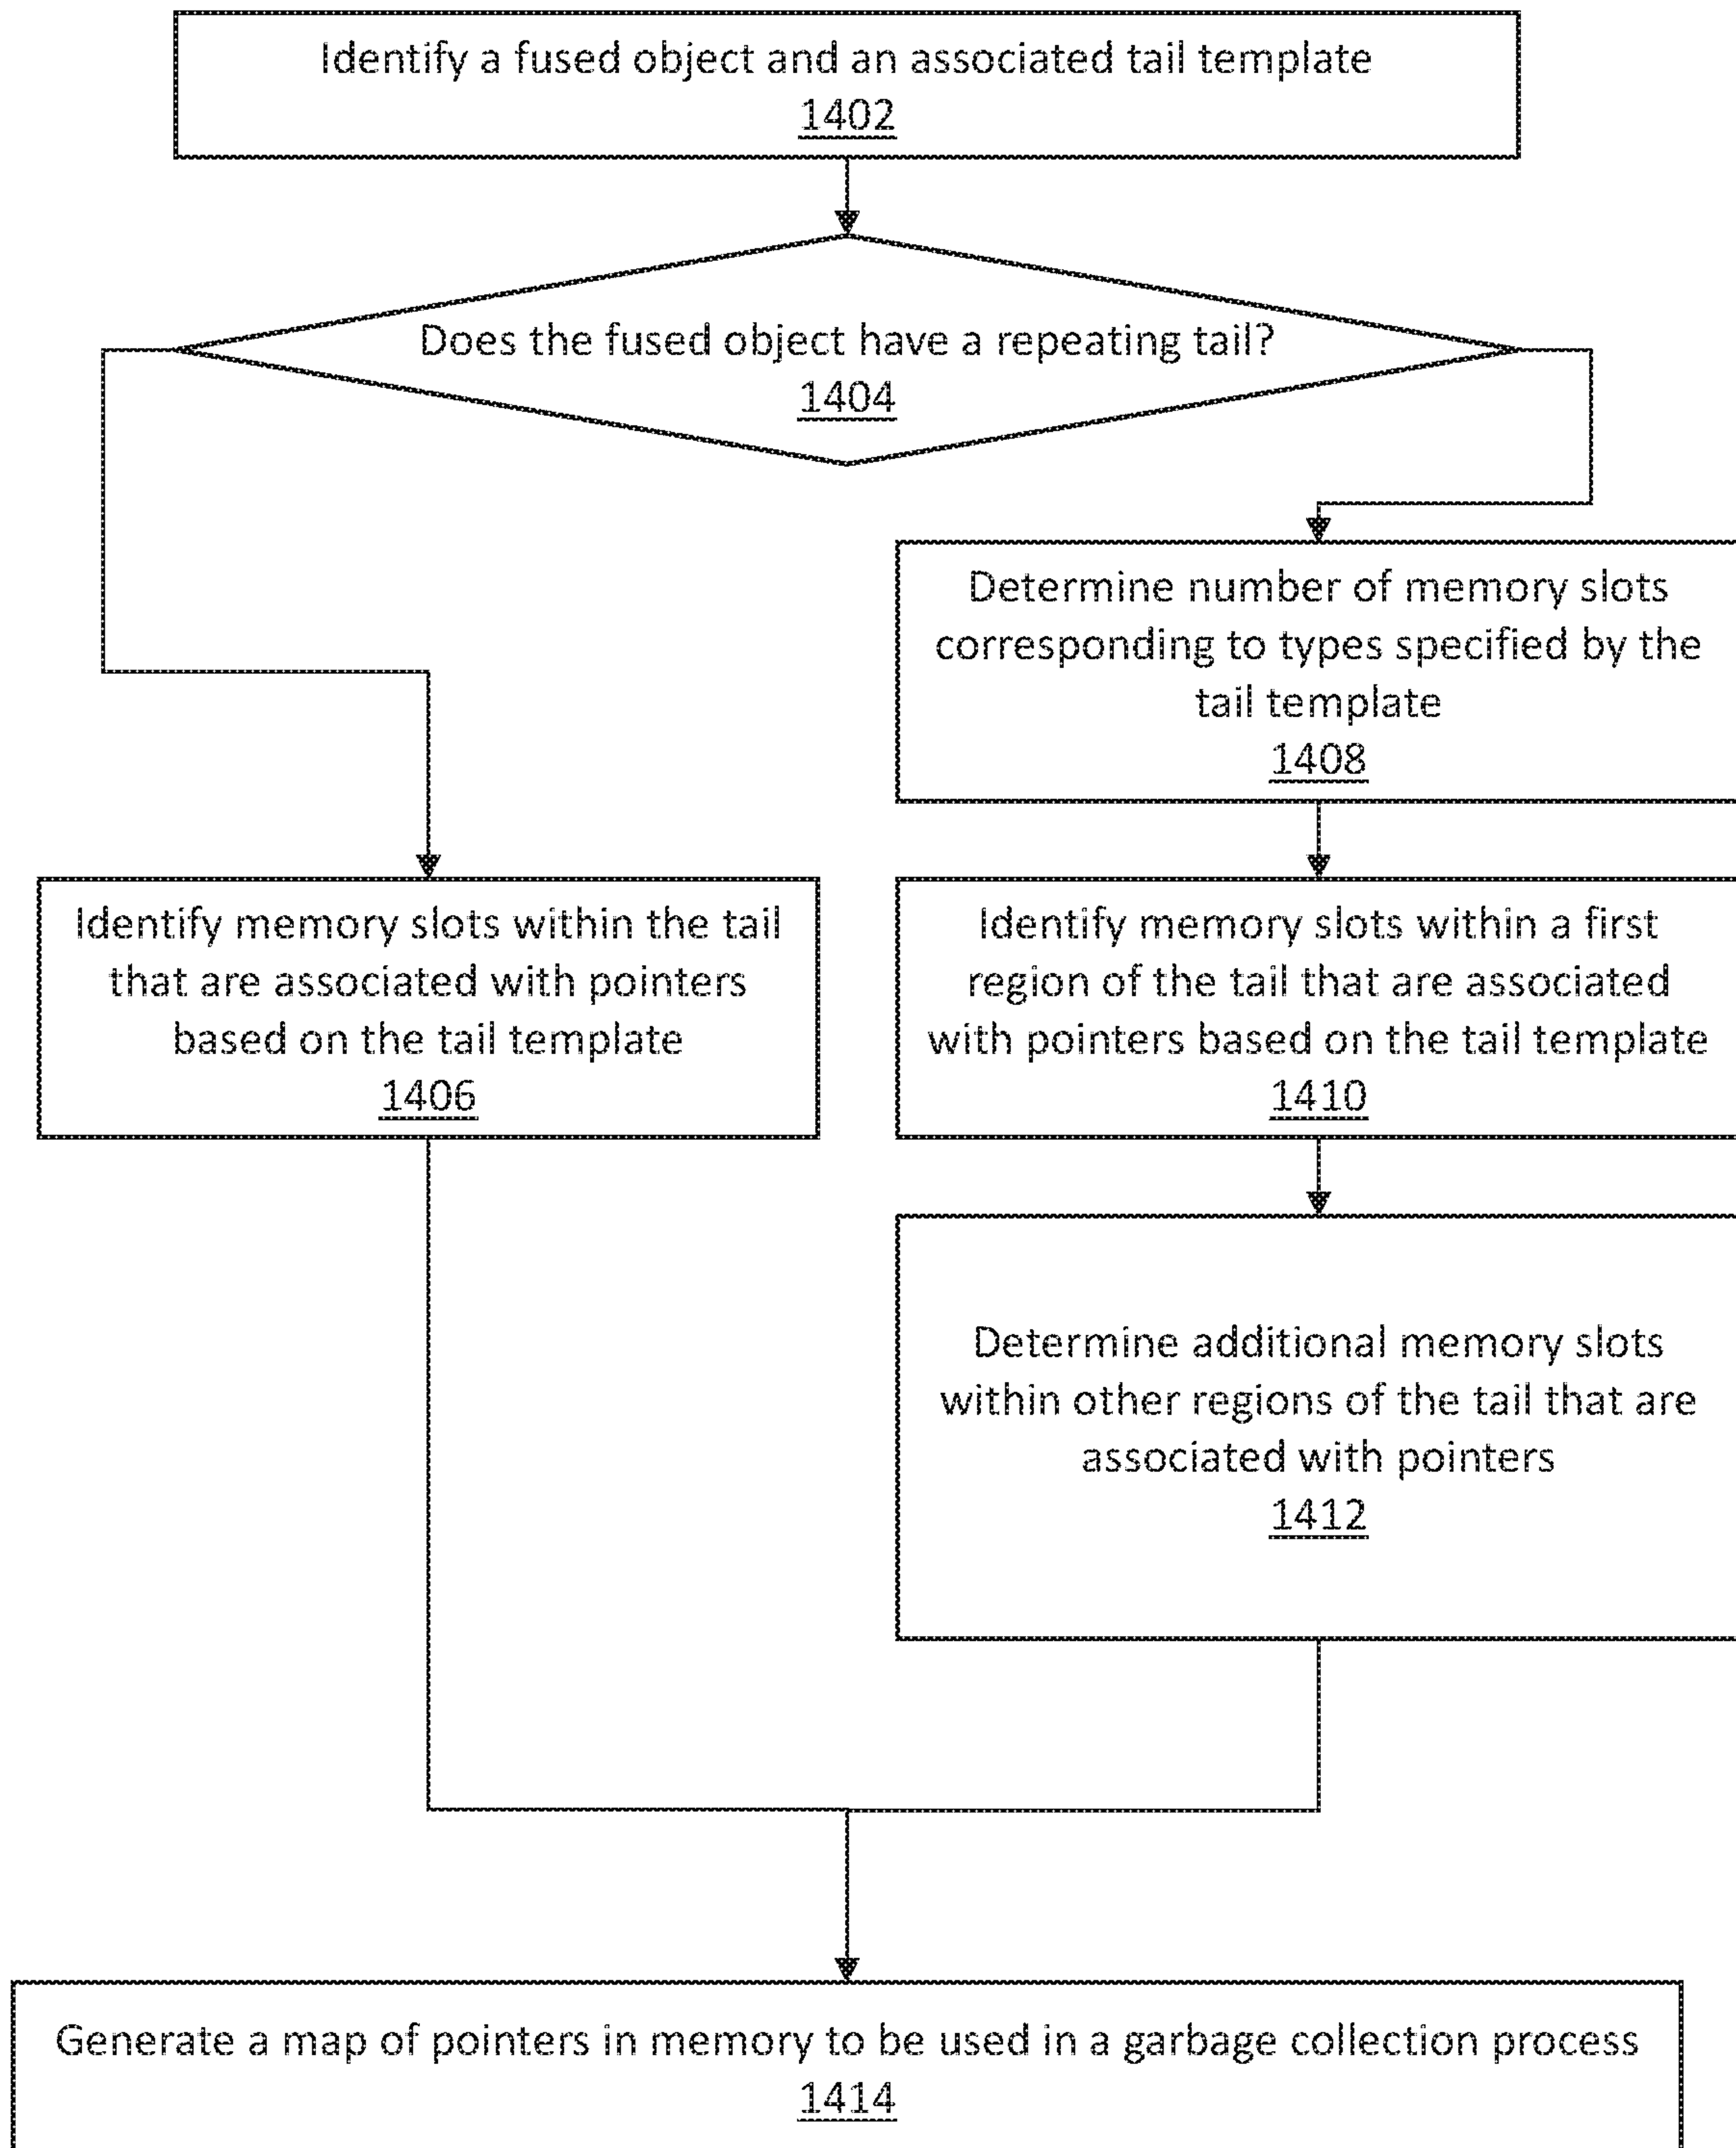 Identify a fused object and an associated tail template
1402
Does the fused object have a repeating tail?
1404
Determine number of memory slots
corresponding to types specified by the
tail template
1408
Identify memory slots within the tail
that are associated with pointers
based on the tail template
1406
Identify memory slots within a first
region of the tail that are associated
with pointers based on the tail template
1410
Determine additional memory slots
within other regions of the tail that are
associated with pointers
1412
Generate a map of pointers in memory to be used in a garbage collection process
1414